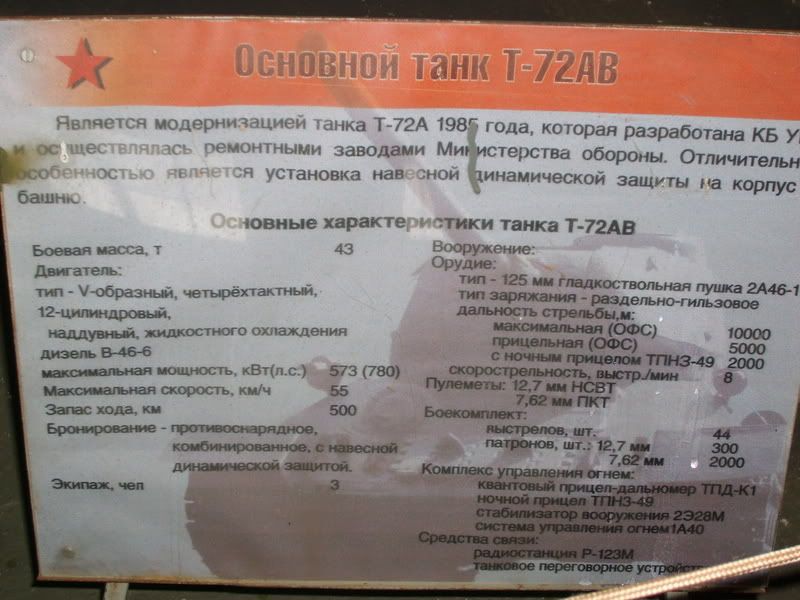 Основной танк Т-72АВ
Является модернизацией танка Т-72А 1985 года, которая разработана КБ
и осуществлялась ремонтными заводами Министерства обороны.
особенностью является установка навесной динамической защиты на корпус
башню.
Основные характеристики танка Т-72АВ
Боевая масса, т 43
Двигатель:
тип - V-образный, четырёхтактный,
12-цилиндровый,
наддувный, жидкостного охлаждения
дизель В-46-6
максимальная мощность, кВт(л.с.) 573 (780)
Максимальная скорость, км/ч 55
Запас хода, км 500
Бронирование - противоснарядное,
комбинированное, с навесной
динамической защитой.
Экипаж, чел 3
Вооружение:
Орудие:
тип - 125 мм гладкоствольная пушка 2А46-1
тип заряжания - раздельно-гильзовое
дальность стрельбы,м:
максимальная (ОФС) 10000
прицельная (ОФС) 5000
с ночным прицелом ТПН3-49 2000
скорострельность, выстр./мин 8
Пулеметы: 12,7 мм НСВТ
7,62 мм ПКТ
Боекомплект:
выстрелов, шт. 44
патронов, шт.: 12,7 мм 300
7,62 мм 2000
Комплекс управления огнем:
квантовый прицел-дальномер ТПД-К1
ночной прицел ТПН3-49
стабилизатор вооружения 2Э28М
система управления огнем1А40
Средства связи:
радиостанция Р-123М
танковое переговорное